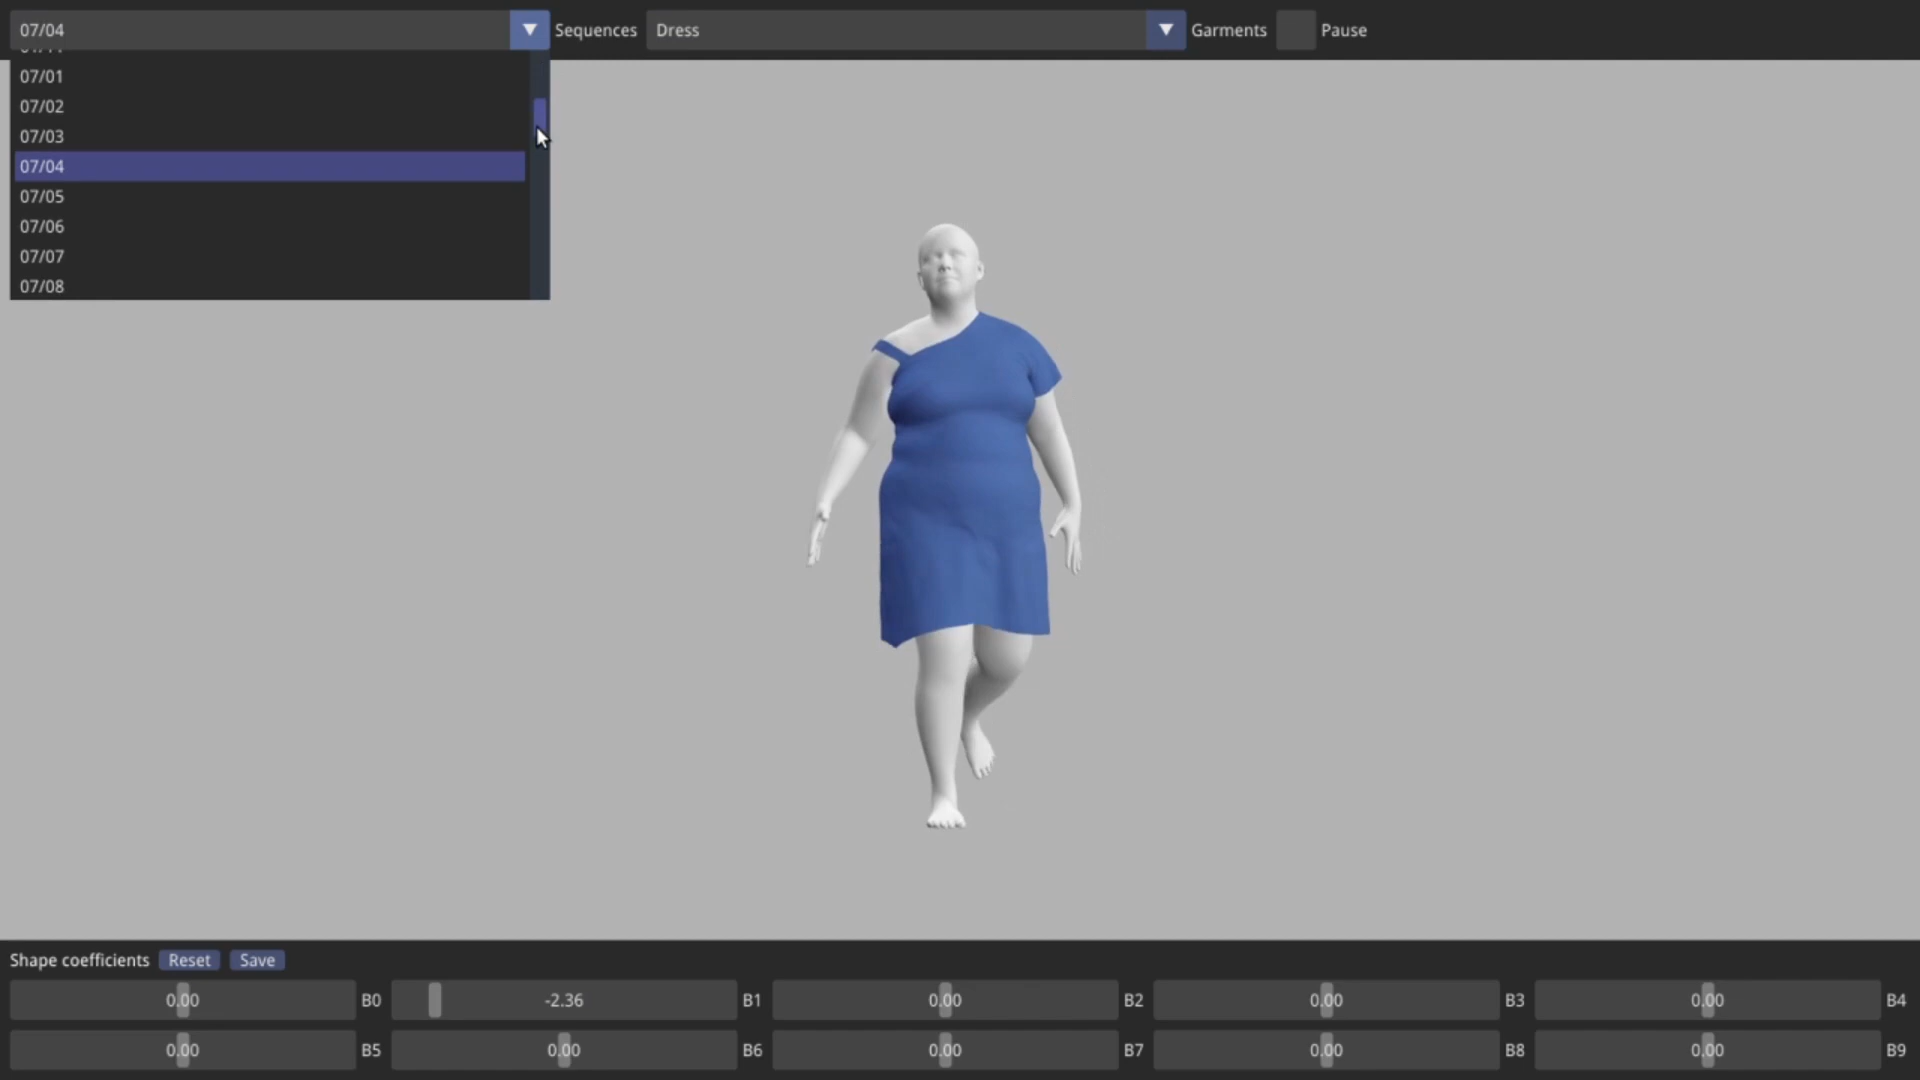 07/04 Sequences Dress Garments Pause
07/01
07/02
07/03
07/04
07/05
07/06
07/07
07/08
Shape coefficients Reset Save
0.00 B0 -2.36 B1 0.00 B2 0.00 B3 0.00 B4
0.00 B5 0.00 B6 0.00 B7 0.00 B8 0.00 B9